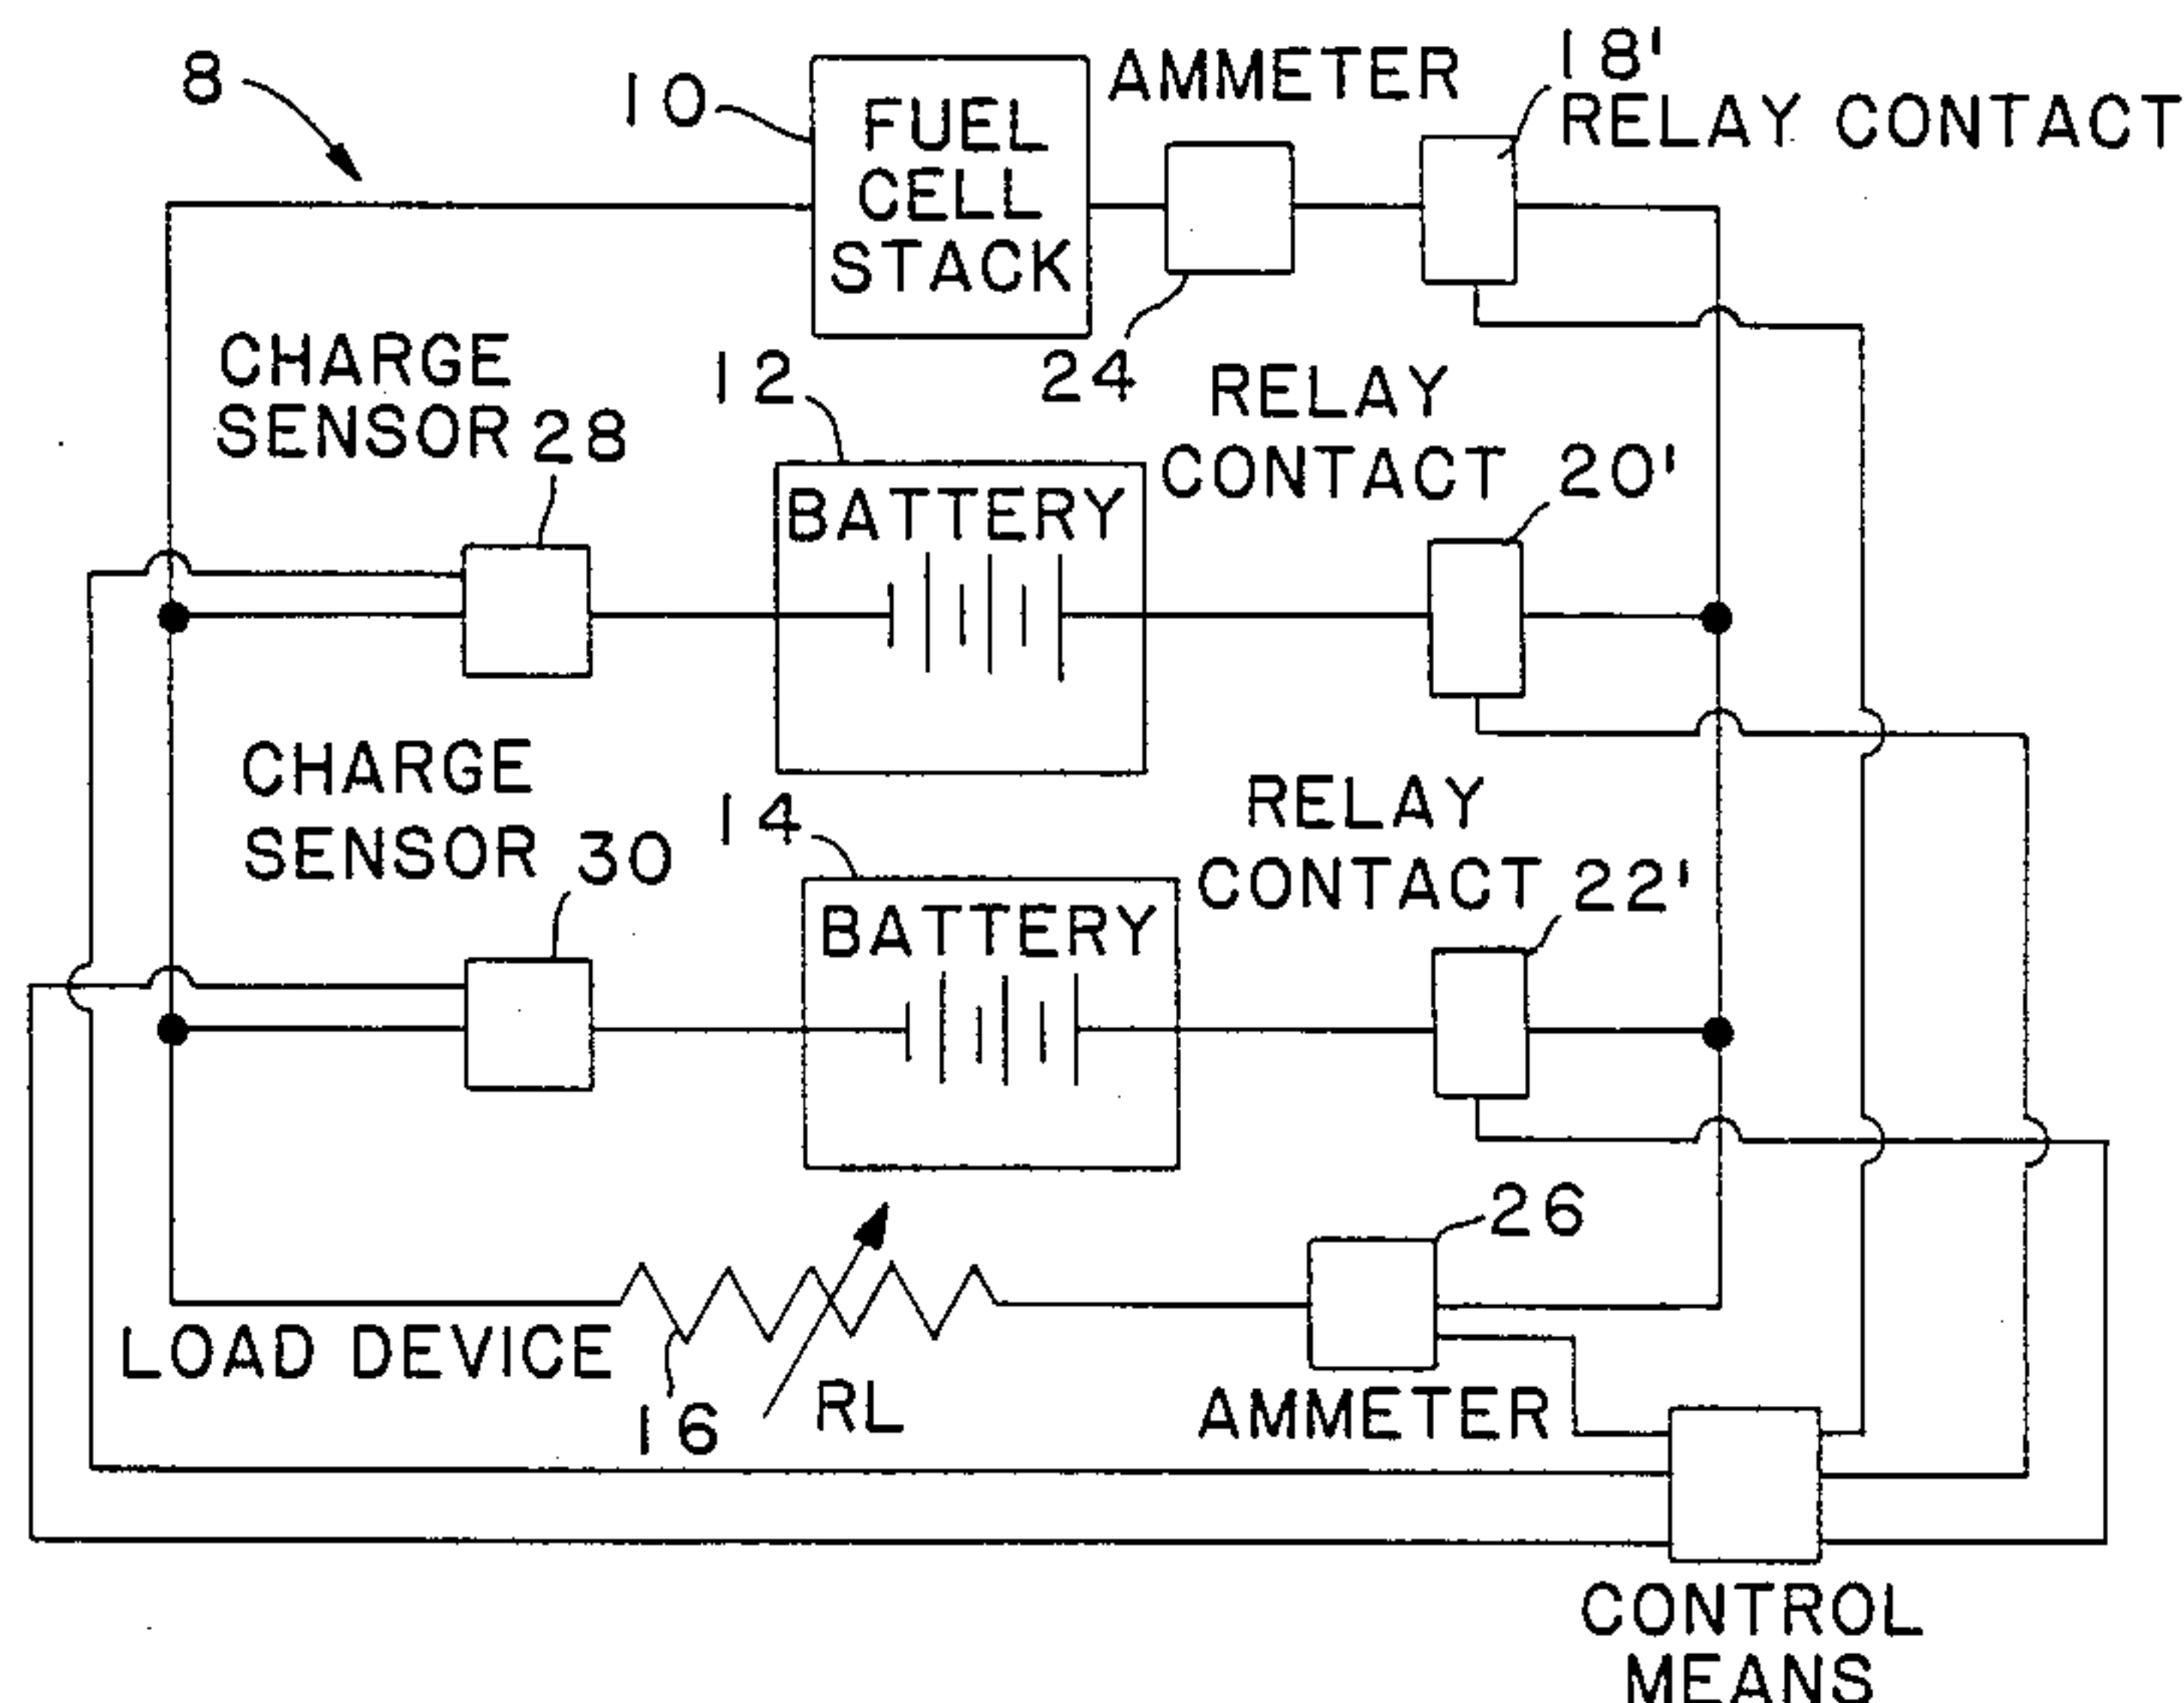 8
10
FUEL
CELL
STACK
AMMETER
18'
RELAY CONTACT
24
CHARGE
SENSOR 28
12
BATTERY
RELAY
CONTACT 20'
CHARGE
SENSOR 30
14
BATTERY
RELAY
CONTACT 22'
26
LOAD DEVICE
16
RL
AMMETER
CONTROL
MEANS